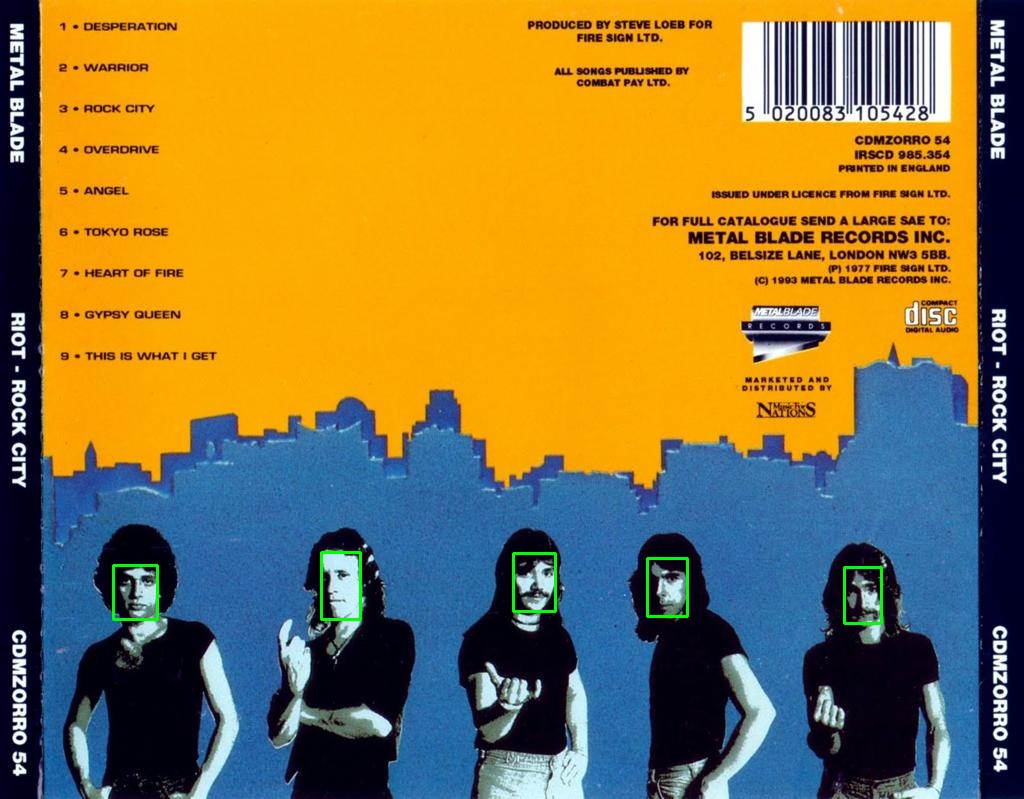 METAL BLADE
RIOT - ROCK CITY
CDMZORRO 54
1 • DESPERATION
2 • WARRIOR
3 • ROCK CITY
4 • OVERDRIVE
5 • ANGEL
6 • TOKYO ROSE
7 • HEART OF FIRE
8 • GYPSY QUEEN
9 • THIS IS WHAT I GET
PRODUCED BY STEVE LOEB FOR
FIRE SIGN LTD.
ALL SONGS PUBLISHED BY
COMBAT PAY LTD.
5 020083 105428
CDMZORRO 54
IRSCD 985.354
PRINTED IN ENGLAND
ISSUED UNDER LICENCE FROM FIRE SIGN LTD.
FOR FULL CATALOGUE SEND A LARGE SAE TO:
METAL BLADE RECORDS INC.
102, BELSIZE LANE, LONDON NW3 5BB.
(P) 1977 FIRE SIGN LTD.
(C) 1993 METAL BLADE RECORDS INC.
METALBLADE
RECORDS
COMPACT
disc
DIGITAL AUDIO
MARKETED AND
DISTRIBUTED BY
Music For
NATIONS
METAL BLADE
RIOT - ROCK CITY
CDMZORRO 54